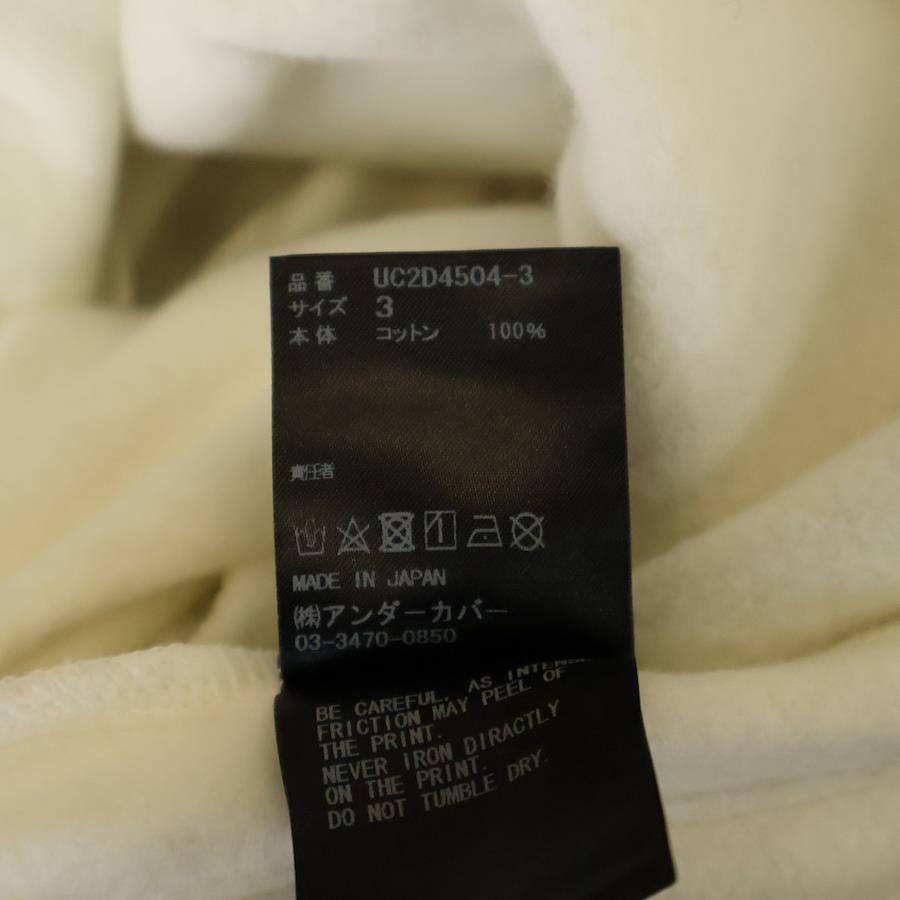 品番 UC2D4504-3
サイズ 3
本体 コットン 100%
責任者
MADE IN JAPAN
㈱アンダーカバー
03-3470-0850
BE CAREFUL, AS INTENSE
FRICTION MAY PEEL OF
THE PRINT.
NEVER IRON DIRACTLY
ON THE PRINT.
DO NOT TUMBLE DRY.